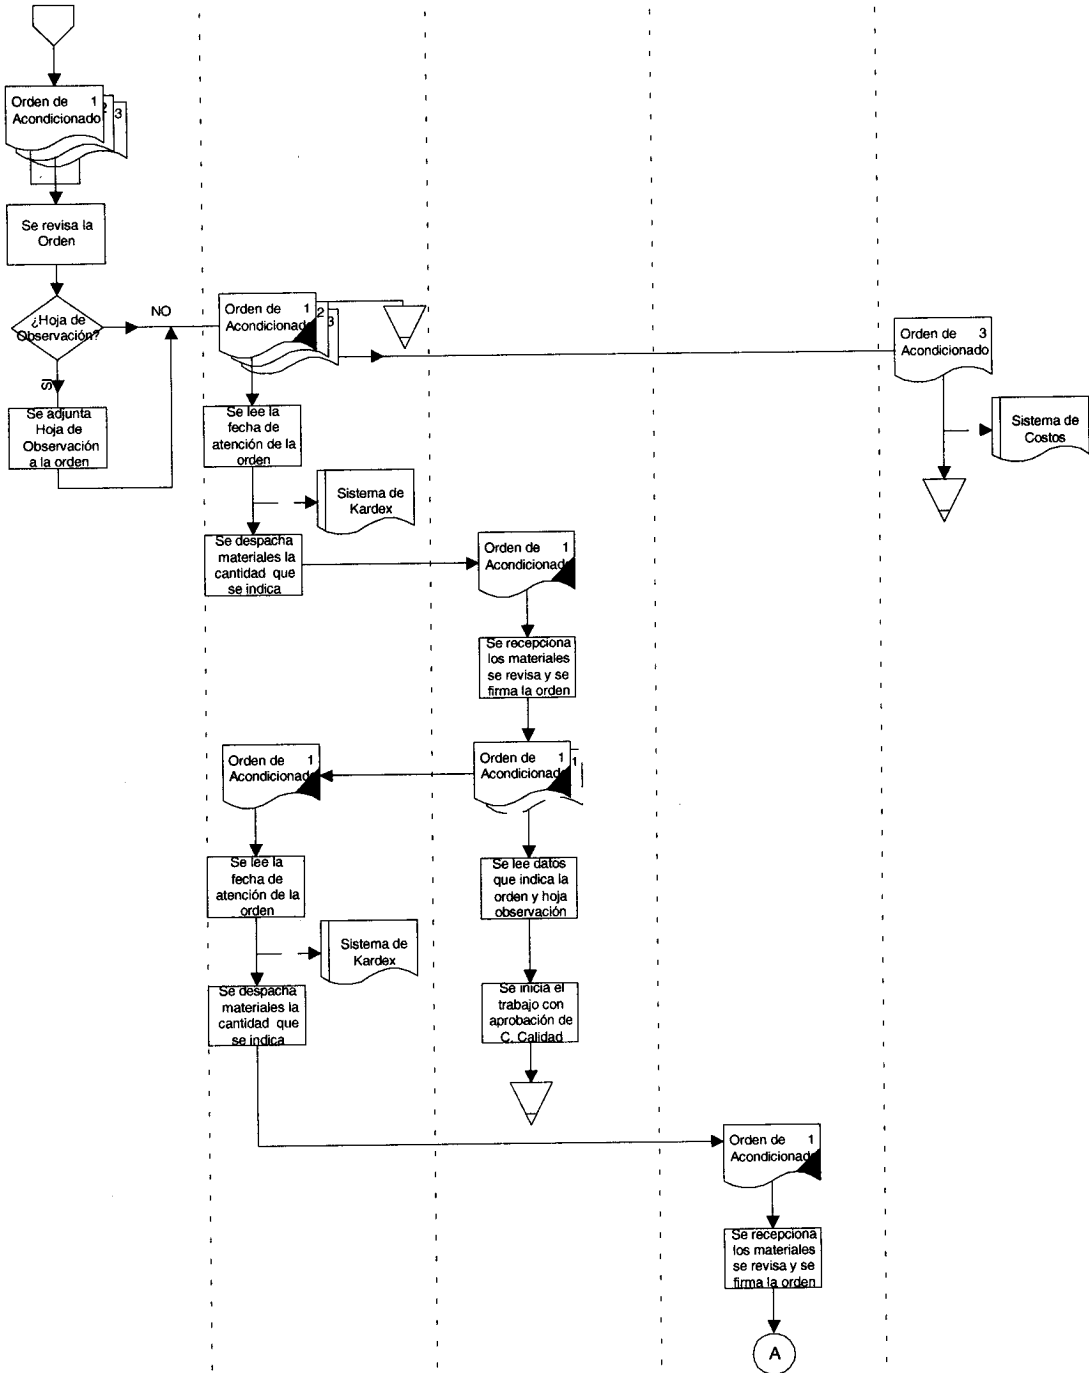 Orden de 1
Acondicionado
2
3
Se revisa la
Orden
¿Hoja de
Observación?
NO
SI
Se adjunta
Hoja de
Observación
a la orden
Orden de 1
Acondicionado
2
3
Orden de 3
Acondicionado
Sistema de
Costos
Se lee la
fecha de
atención de la
orden
Sistema de
Kardex
Se despacha
materiales la
cantidad que
se indica
Orden de 1
Acondicionado
Se recepciona
los materiales
se revisa y se
firma la orden
Orden de 1
Acondicionado
Orden de 1
Acondicionado
1
Se lee la
fecha de
atención de la
orden
Se lee datos
que indica la
orden y hoja
observación
Sistema de
Kardex
Se despacha
materiales la
cantidad que
se indica
Se inicia el
trabajo con
aprobación de
C. Calidad
Orden de 1
Acondicionado
Se recepciona
los materiales
se revisa y se
firma la orden
A